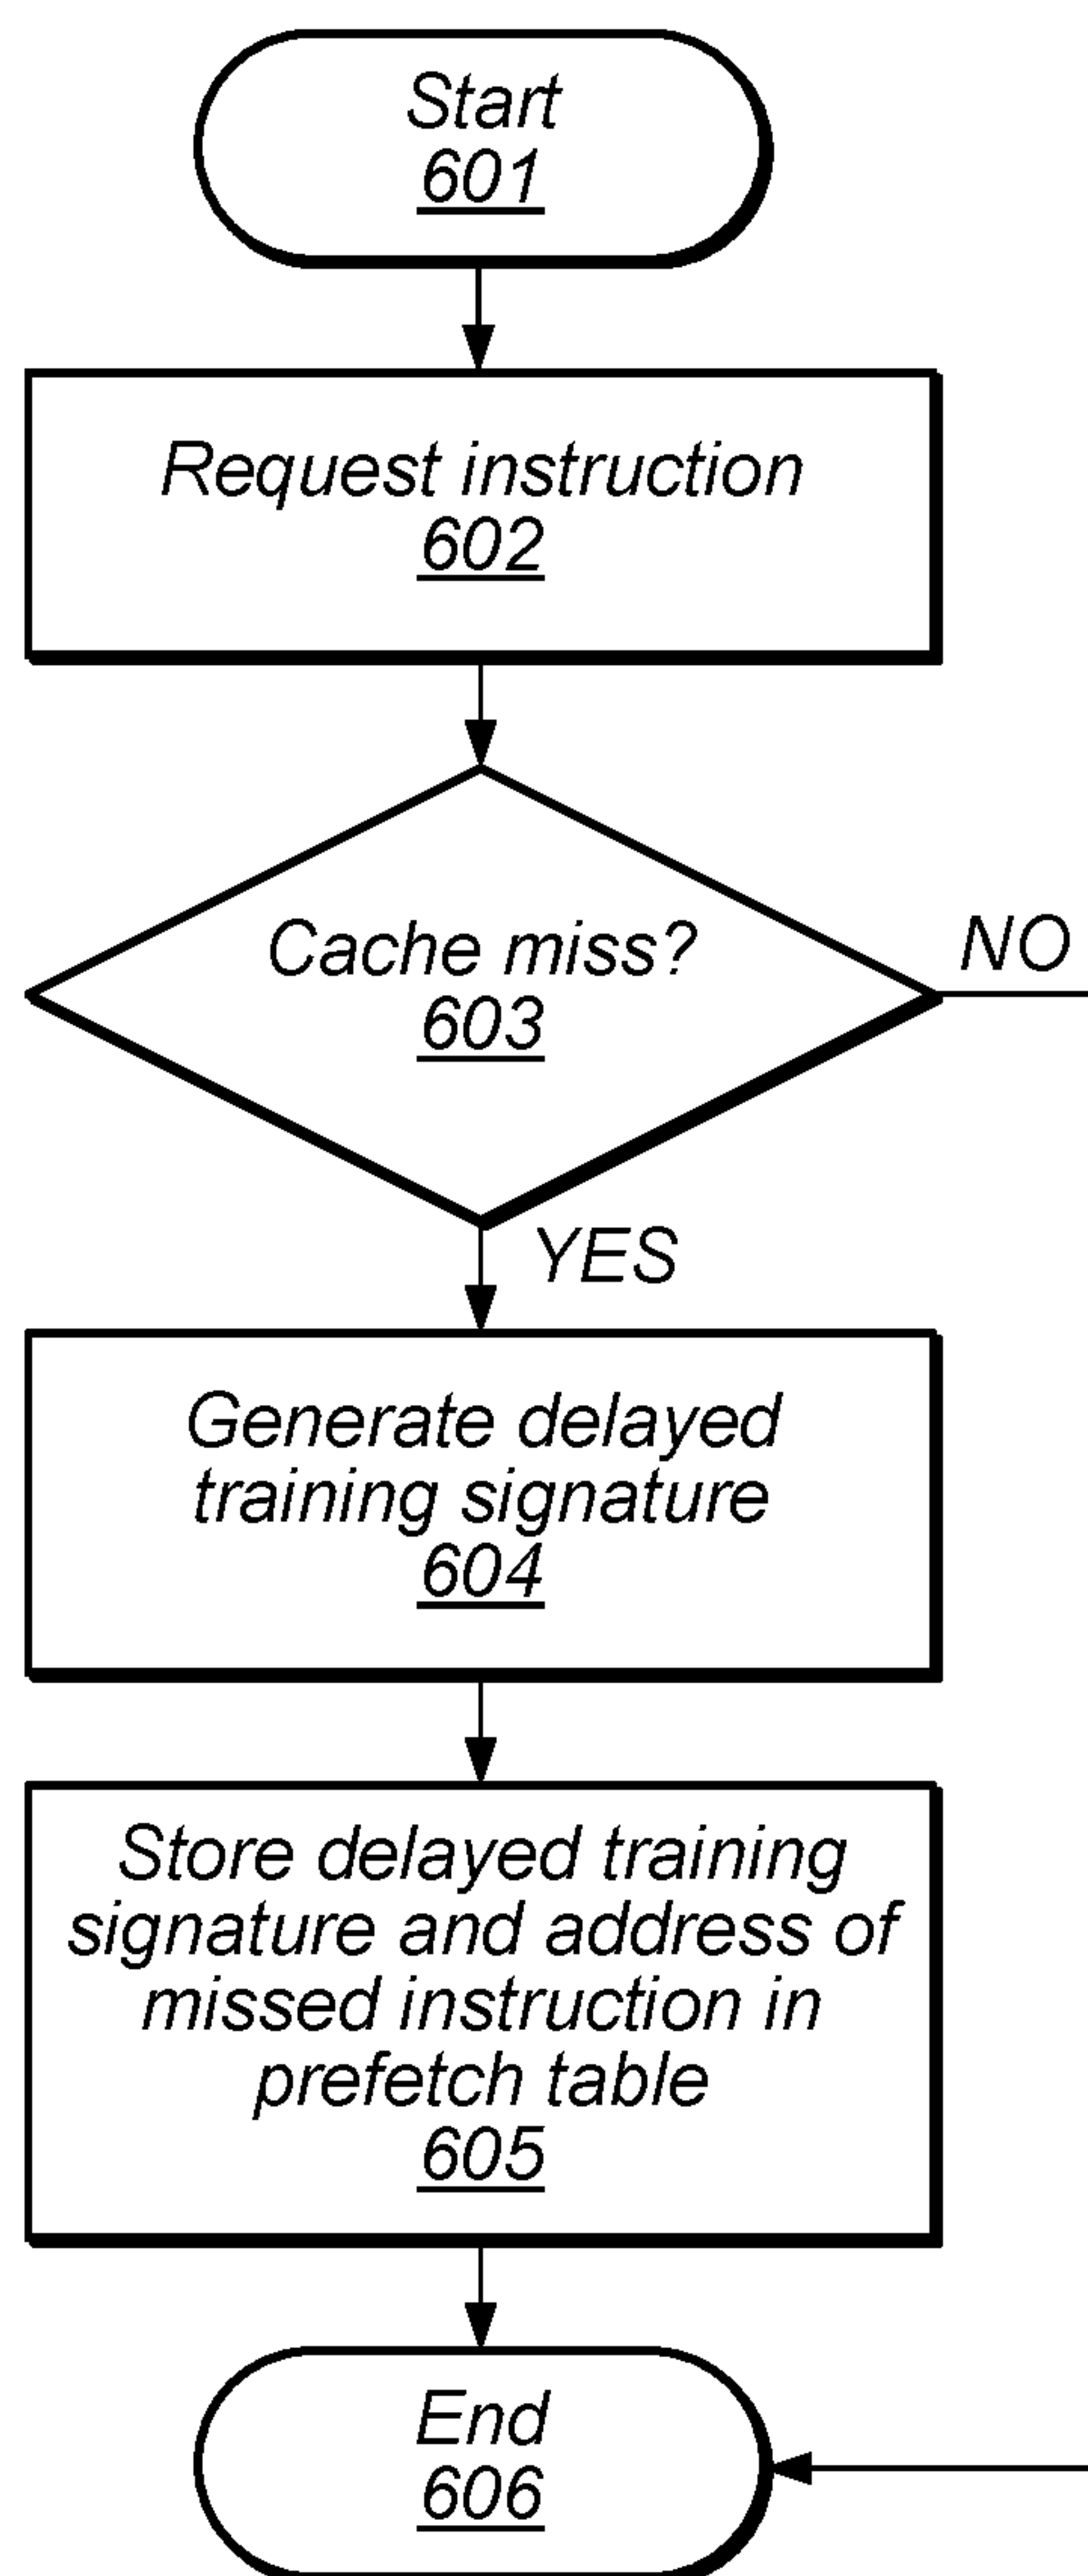 Start
601
Request instruction
602
Cache miss?
603
NO
YES
Generate delayed
training signature
604
Store delayed training
signature and address of
missed instruction in
prefetch table
605
End
606